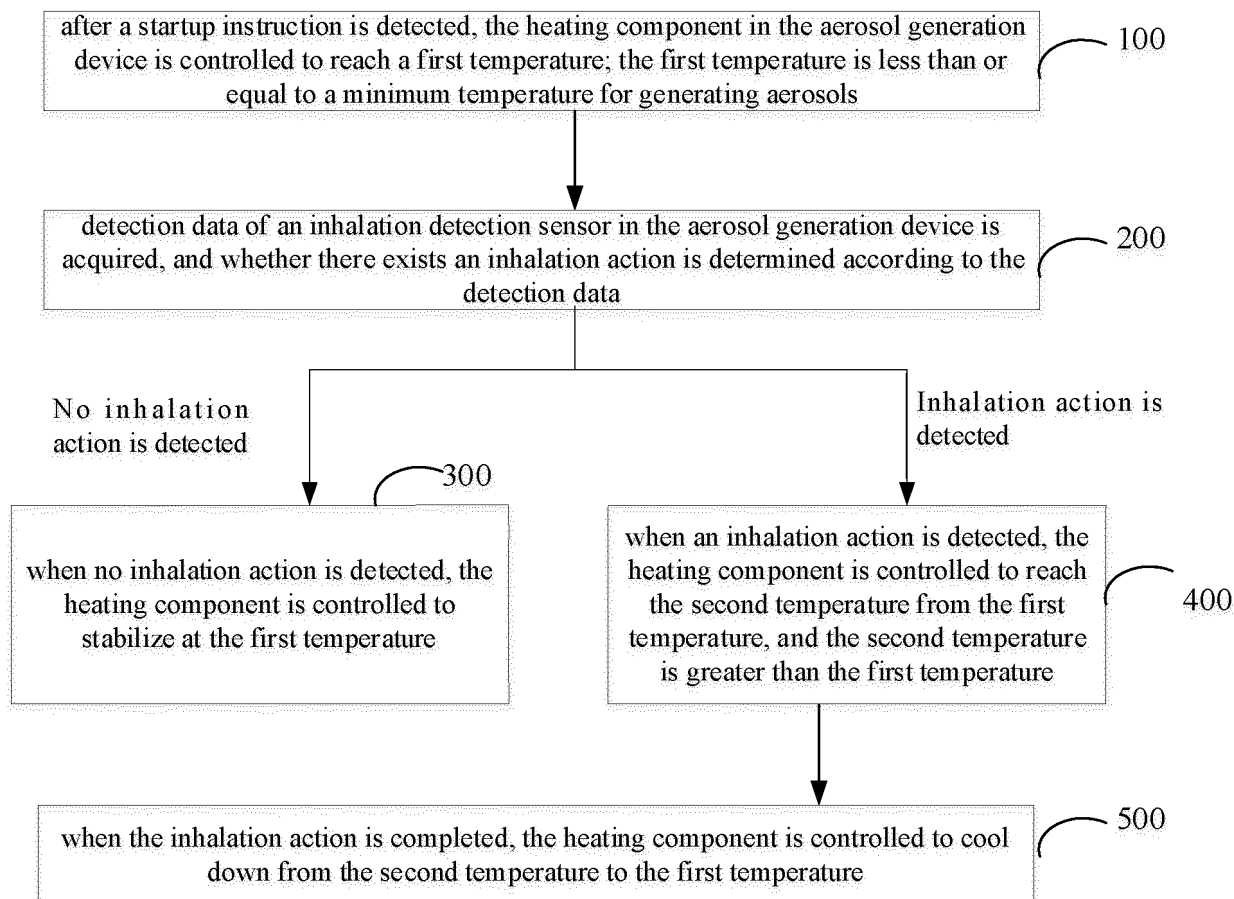 after a startup instruction is detected, the heating component in the aerosol generation
device is controlled to reach a first temperature; the first temperature is less than or
equal to a minimum temperature for generating aerosols
100
detection data of an inhalation detection sensor in the aerosol generation device is
acquired, and whether there exists an inhalation action is determined according to the
detection data
200
No inhalation
action is detected
Inhalation action is
detected
300
when no inhalation action is detected, the
heating component is controlled to
stabilize at the first temperature
when an inhalation action is detected, the
heating component is controlled to reach
the second temperature from the first
temperature, and the second temperature
is greater than the first temperature
400
when the inhalation action is completed, the heating component is controlled to cool
down from the second temperature to the first temperature
500